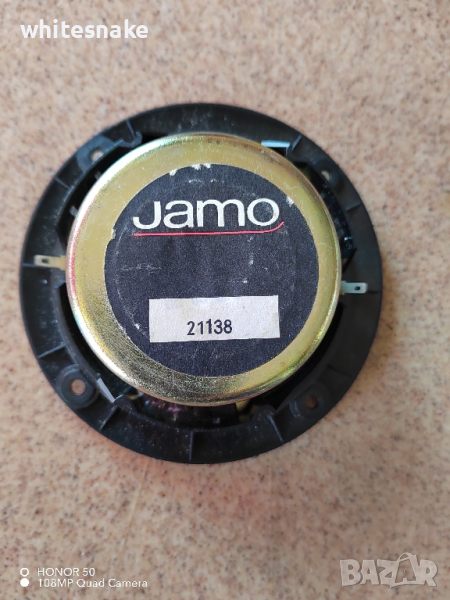 whitesnake
Jamo
21138
HONOR 50
108MP Quad Camera
bazar